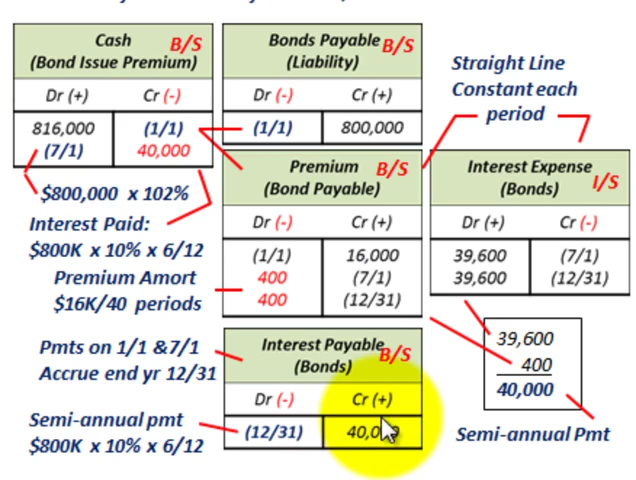 Cash B/S
(Bond Issue Premium)
Dr (+) Cr (-)
816,000 (1/1)
(7/1) 40,000
Bonds Payable B/S
(Liability)
Dr (-) Cr (+)
(1/1) 800,000
Straight Line
Constant each
period
$800,000 x 102%
Interest Paid:
$800K x 10% x 6/12
Premium Amort
$16K/40 periods
Premium B/S
(Bond Payable)
Dr (-) Cr (+)
(1/1) 16,000
400 (7/1)
400 (12/31)
Interest Expense
(Bonds) I/S
Dr (+) Cr (-)
39,600 (7/1)
39,600 (12/31)
Pmts on 1/1 &7/1
Accrue end yr 12/31
Semi-annual pmt
$800K x 10% x 6/12
Interest Payable B/S
(Bonds)
Dr (-) Cr (+)
(12/31)
39,600
400
40,000
Semi-annual Pmt